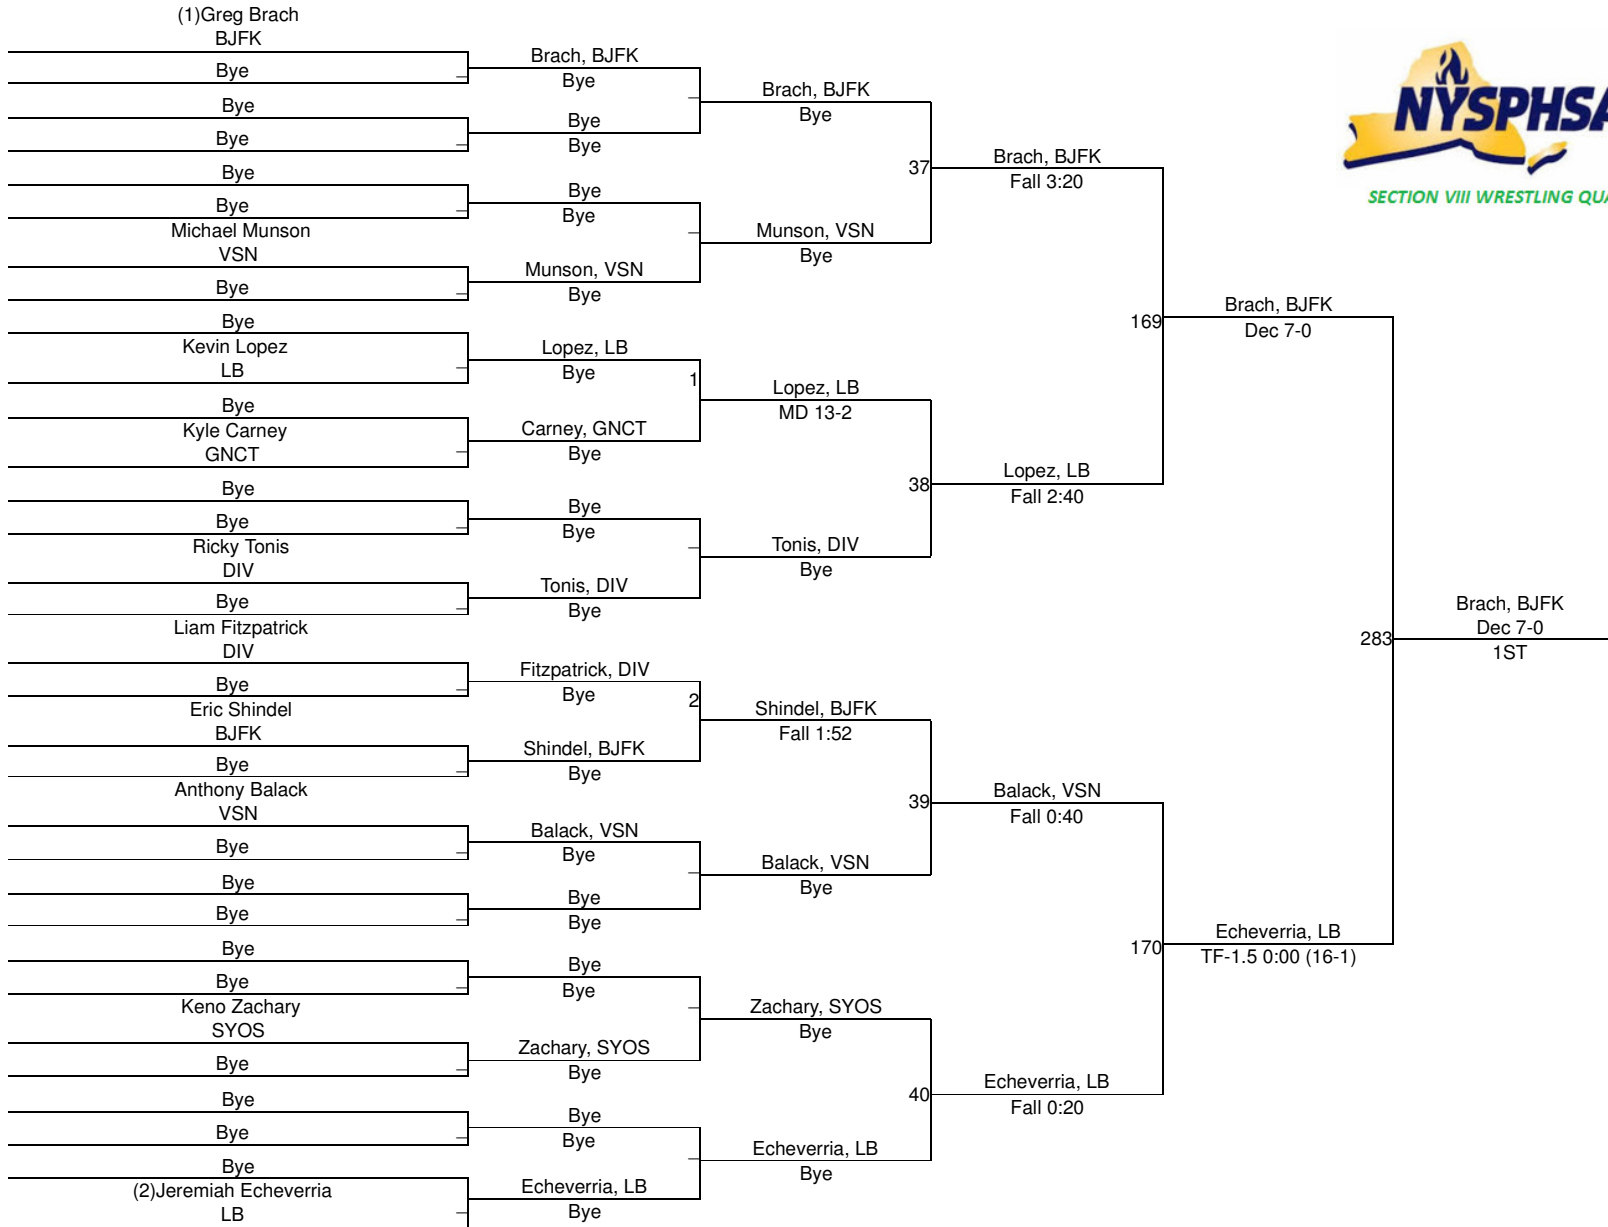 (1)Greg Brach
BJFK
Bye
Bye
Bye
Bye
Bye
Michael Munson
VSN
Bye
Bye
Kevin Lopez
LB
Bye
Kyle Carney
GNCT
Bye
Bye
Ricky Tonis
DIV
Bye
Liam Fitzpatrick
DIV
Bye
Eric Shindel
BJFK
Bye
Anthony Balack
VSN
Bye
Bye
Bye
Bye
Bye
Keno Zachary
SYOS
Bye
Bye
Bye
Bye
(2)Jeremiah Echeverria
LB
Brach, BJFK
Bye
Bye
Bye
Bye
Bye
Munson, VSN
Bye
Lopez, LB
Bye
1
Carney, GNCT
Bye
Bye
Bye
Tonis, DIV
Bye
Fitzpatrick, DIV
Bye
2
Shindel, BJFK
Bye
Balack, VSN
Bye
Bye
Bye
Bye
Bye
Zachary, SYOS
Bye
Bye
Bye
Echeverria, LB
Bye
Brach, BJFK
Bye
37
Munson, VSN
Bye
Lopez, LB
MD 13-2
38
Tonis, DIV
Bye
Shindel, BJFK
Fall 1:52
39
Balack, VSN
Bye
Zachary, SYOS
Bye
40
Echeverria, LB
Bye
Brach, BJFK
Fall 3:20
169
Lopez, LB
Fall 2:40
Balack, VSN
Fall 0:40
170
Echeverria, LB
Fall 0:20
Brach, BJFK
Dec 7-0
283
Echeverria, LB
TF-1.5 0:00 (16-1)
Brach, BJFK
Dec 7-0
1ST
NYSPHSA
SECTION VIII WRESTLING QUA